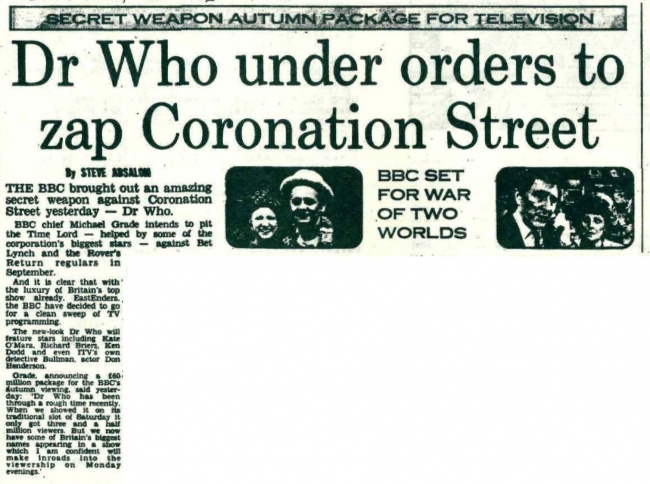 SECRET WEAPON AUTUMN PACKAGE FOR TELEVISION
Dr Who under orders to
zap Coronation Street
By STEVE ABSALOM
THE BBC brought out an amazing
secret weapon against Coronation
Street yesterday — Dr Who.
BBC chief Michael Grade intends to pit
the Time Lord — helped by some of the
corporation's biggest stars — against Bet
Lynch and the Rover's
Return regulars in
September.
And it is clear that with
the luxury of Britain's top
show already, EastEnders,
the BBC have decided to go
for a clean sweep of TV
programming.
The new-look Dr Who will
feature stars including Kate
O'Mara, Richard Briers, Ken
Dodd and even ITV's own
detective Bullman, actor Don
Henderson.
Grade, announcing a £60-
million package for the BBC's
Autumn viewing, said yester-
day: 'Dr Who has been
through a rough time recently.
When we showed it on its
traditional slot of Saturday it
only got three and a half
million viewers. But we now
have some of Britain's biggest
names appearing in a show
which I am confident will
make inroads into the
viewership on Monday
evenings.'
BBC SET
FOR WAR
OF TWO
WORLDS